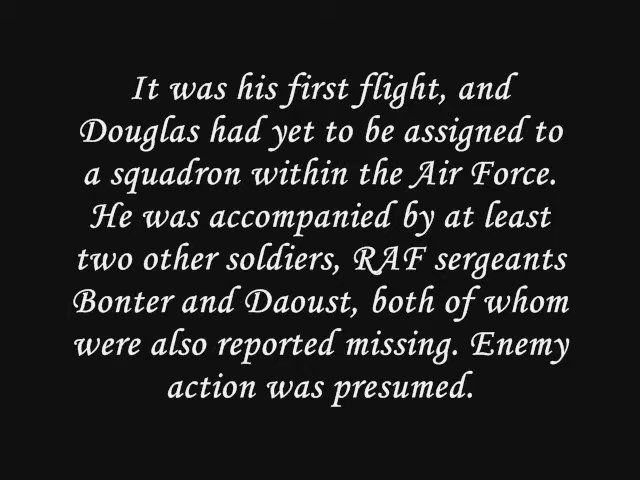 It was his first flight, and
Douglas had yet to be assigned to
a squadron within the Air Force.
He was accompanied by at least
two other soldiers, RAF sergeants
Bonter and Daoust, both of whom
were also reported missing. Enemy
action was presumed.